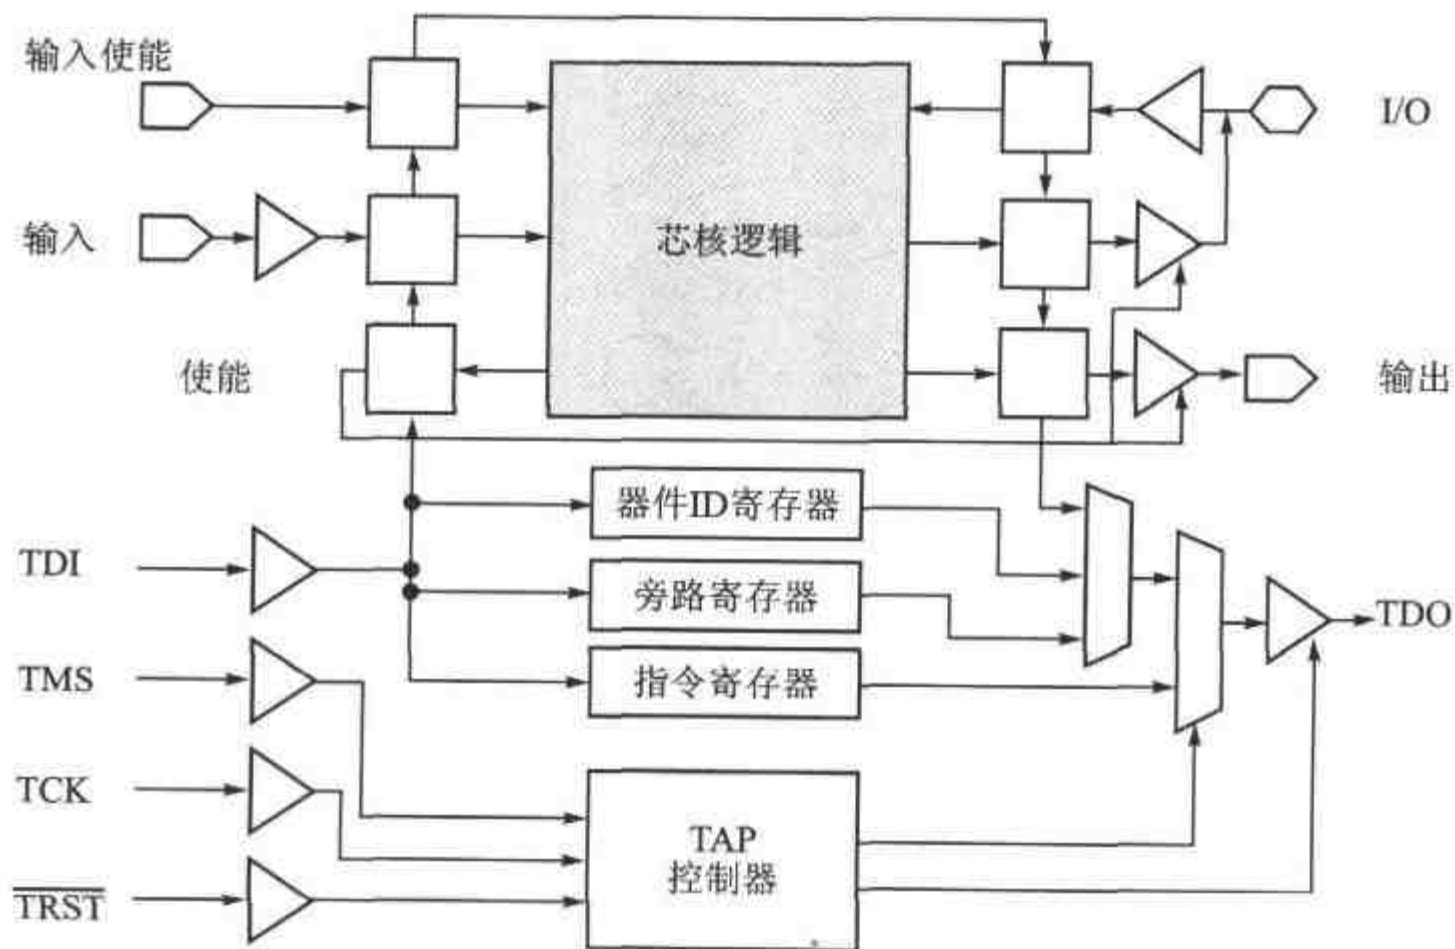 输入使能
I/O
输入
芯核逻辑
使能
输出
器件ID寄存器
TDI
旁路寄存器
TDO
TMS
指令寄存器
TCK
TAP
控制器
TRST